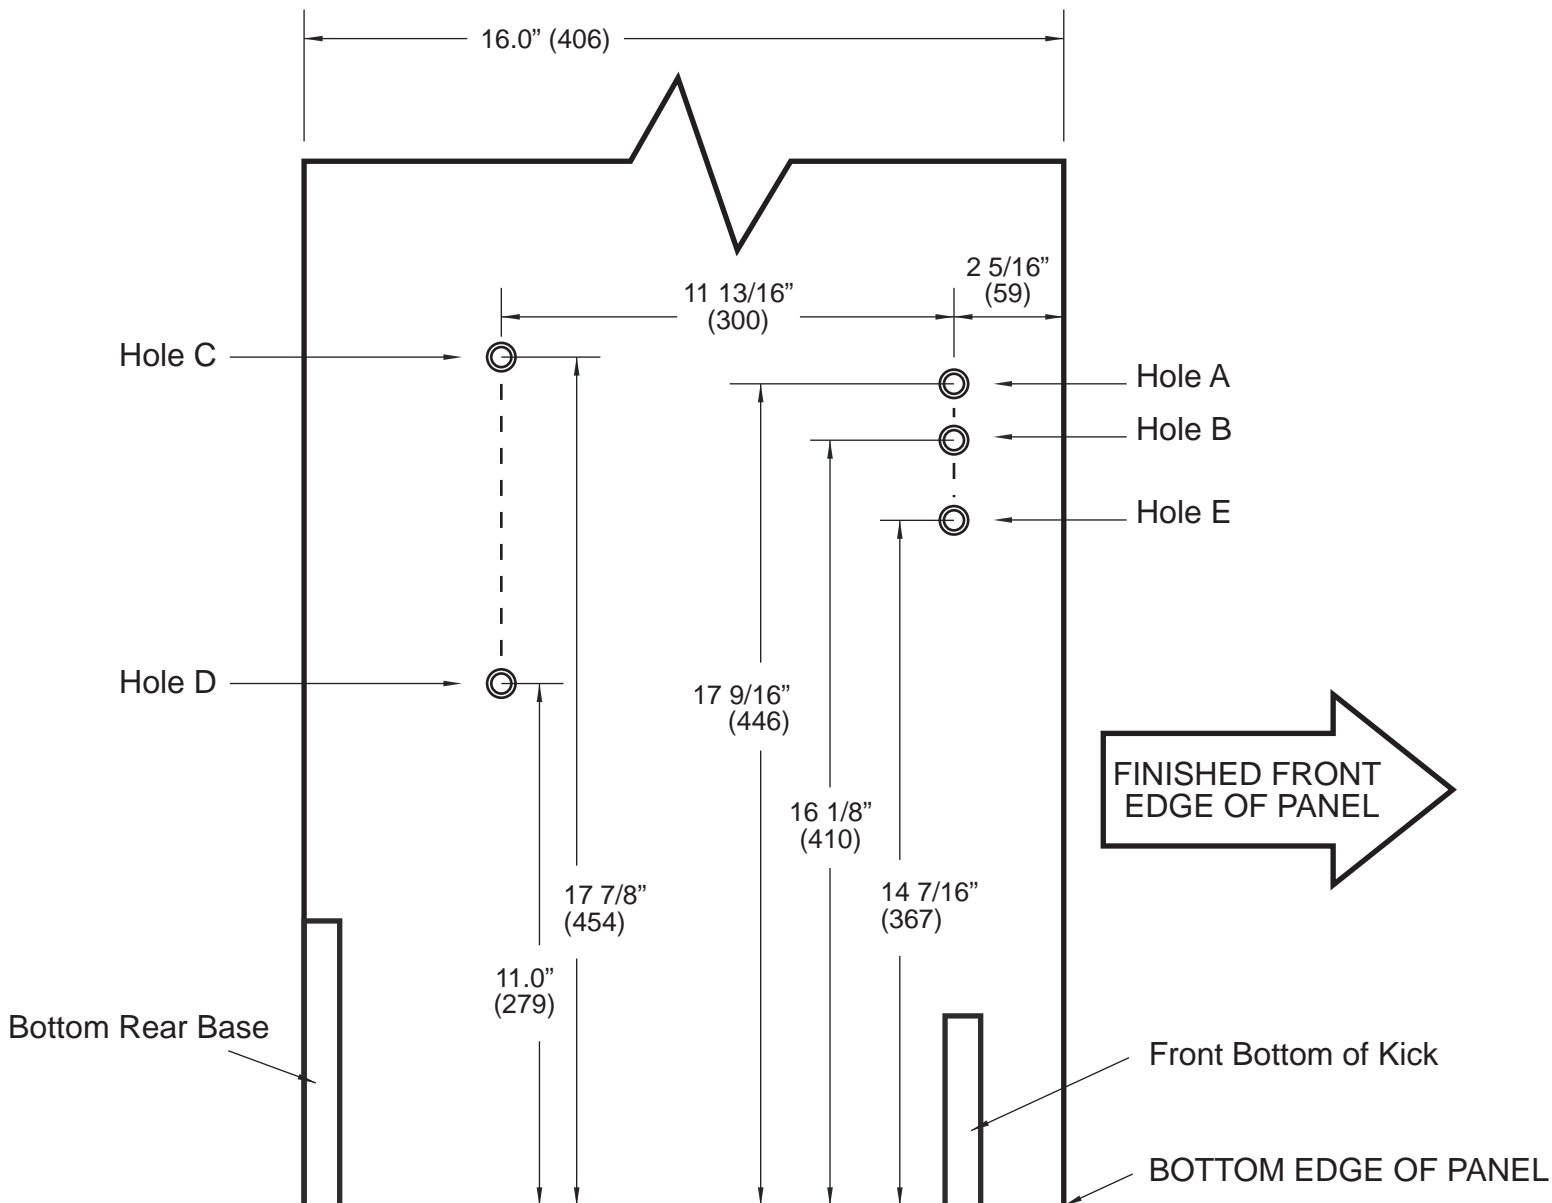 16.0” (406)
2 5/16”
(59)
11 13/16”
(300)
Hole C
Hole A
Hole B
Hole E
Hole D
17 9/16”
(446)
FINISHED FRONT
EDGE OF PANEL
16 1/8”
(410)
17 7/8”
(454)
14 7/16”
(367)
11.0”
(279)
Bottom Rear Base
Front Bottom of Kick
BOTTOM EDGE OF PANEL